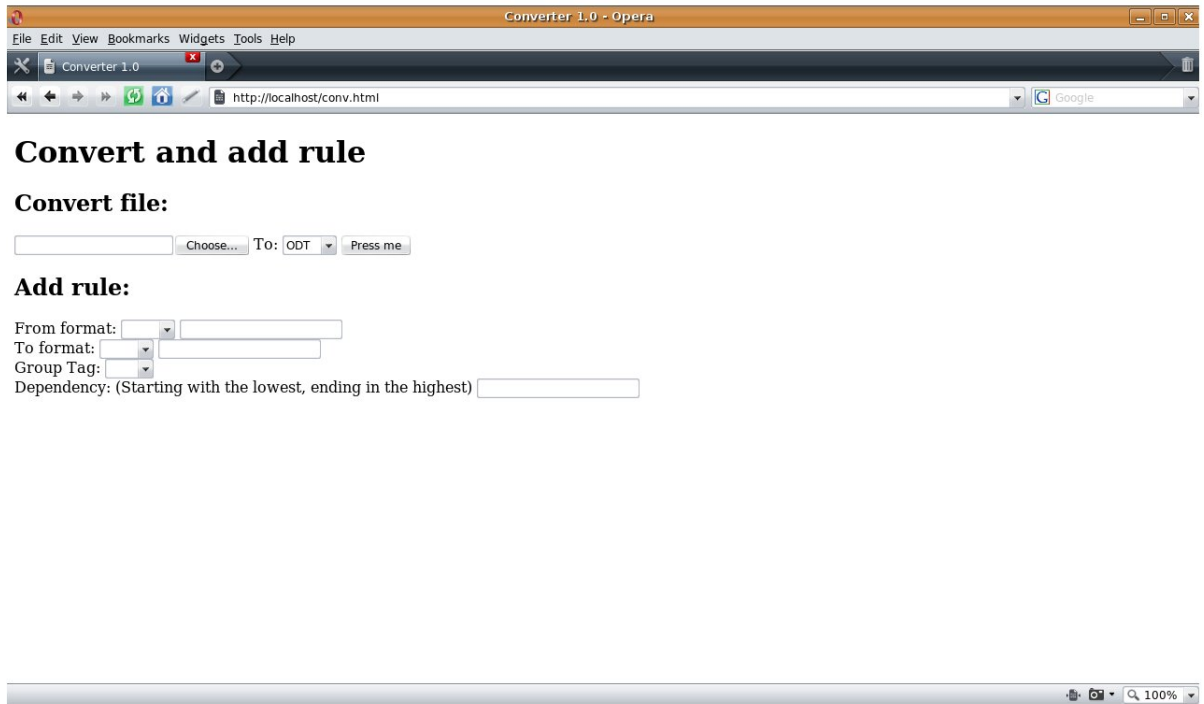 Converter 1.0 - Opera
File Edit View Bookmarks Widgets Tools Help
Converter 1.0
http://localhost/conv.html
Google
Convert and add rule
Convert file:
Choose... To: ODT Press me
Add rule:
From format:
To format:
Group Tag:
Dependency: (Starting with the lowest, ending in the highest)
100%